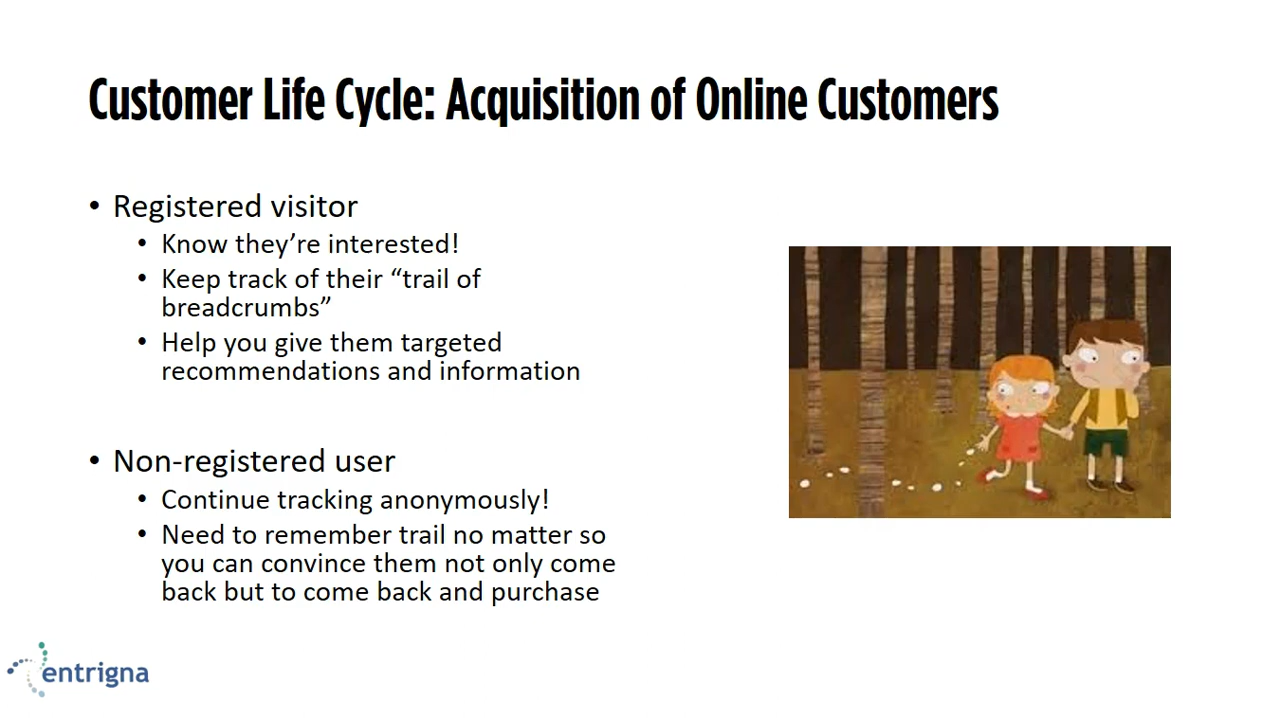 Customer Life Cycle: Acquisition of Online Customers
• Registered visitor
• Know they’re interested!
• Keep track of their “trail of
breadcrumbs”
• Help you give them targeted
recommendations and information
• Non-registered user
• Continue tracking anonymously!
• Need to remember trail no matter so
you can convince them not only come
back but to come back and purchase
entrigna